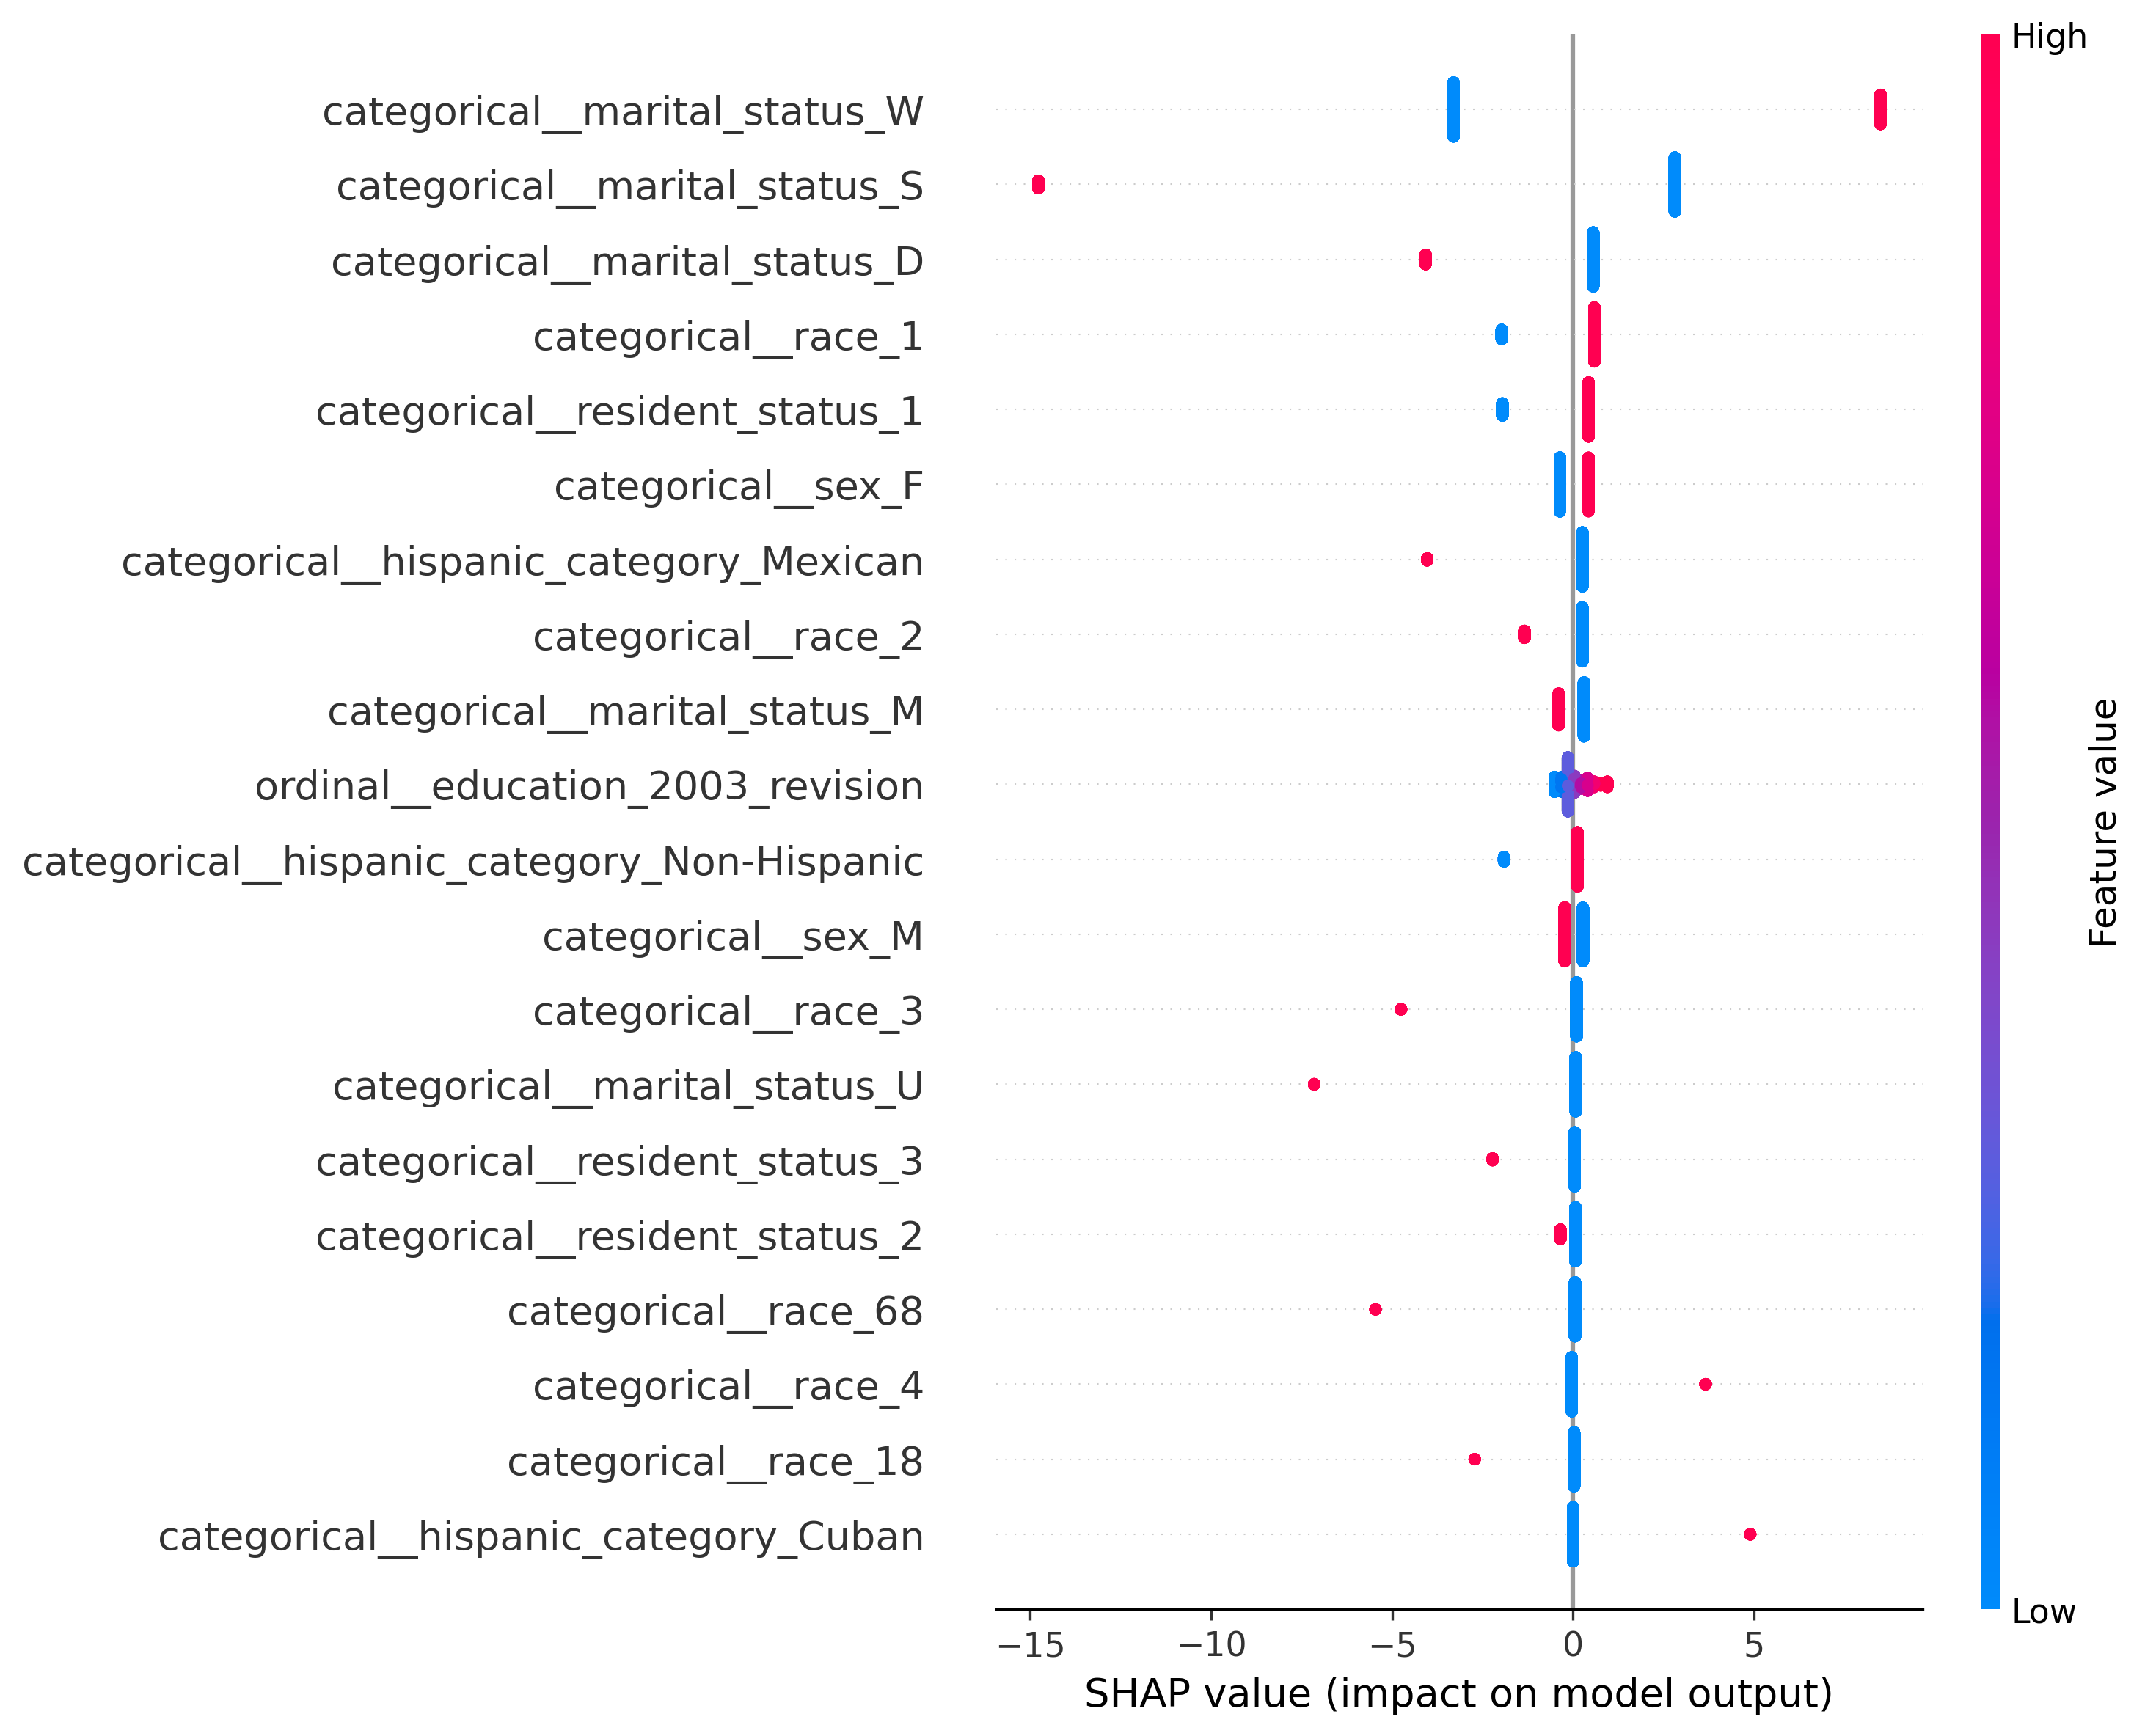 High
categorical__marital_status_W
categorical__marital_status_S
categorical__marital_status_D
categorical__race_1
categorical__resident_status_1
categorical__sex_F
categorical__hispanic_category_Mexican
categorical__race_2
categorical__marital_status_M
ordinal__education_2003_revision
categorical__hispanic_category_Non-Hispanic
categorical__sex_M
categorical__race_3
categorical__marital_status_U
categorical__resident_status_3
categorical__resident_status_2
categorical__race_68
categorical__race_4
categorical__race_18
categorical__hispanic_category_Cuban
Feature value
Low
−15 −10 −5 0 5
SHAP value (impact on model output)